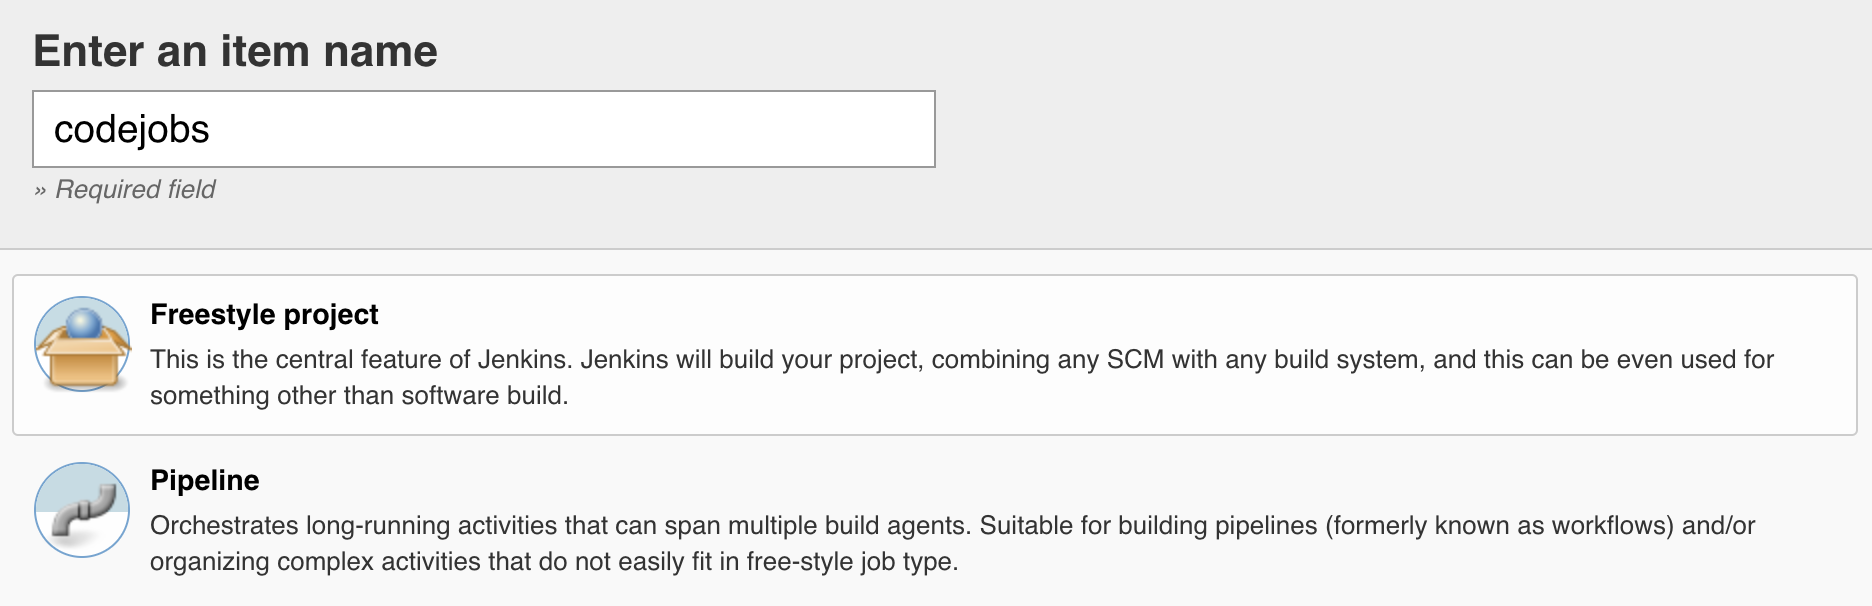 Enter an item name
codejobs
» Required field
Freestyle project
This is the central feature of Jenkins. Jenkins will build your project, combining any SCM with any build system, and this can be even used for
something other than software build.
Pipeline
Orchestrates long-running activities that can span multiple build agents. Suitable for building pipelines (formerly known as workflows) and/or
organizing complex activities that do not easily fit in free-style job type.